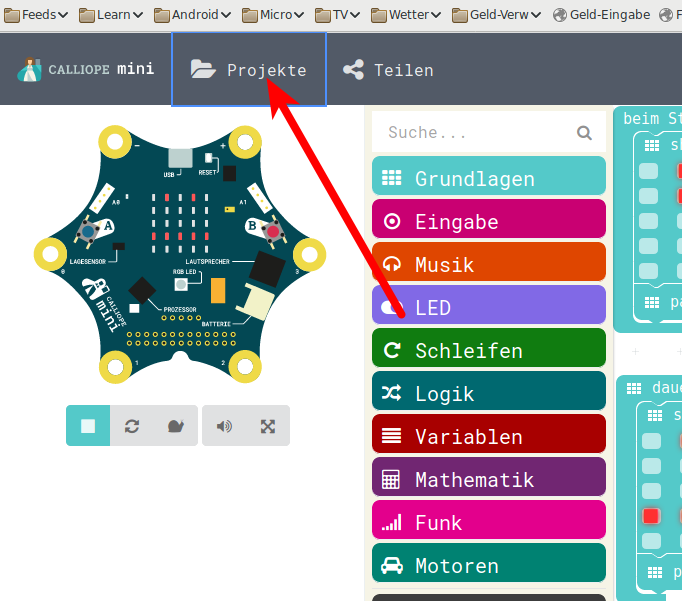 Feeds Learn Android Micro TV Wetter Geld-Verw Geld-Eingabe F
CALLIOPE mini Projekte Teilen
Suche...
Grundlagen
Eingabe
Musik
LED
Schleifen
Logik
Variablen
Mathematik
Funk
Motoren
USB
RESET
A0
A1
A
B
LAGESENSOR
LAUTSPRECHER
RGB LED
PROZESSOR
BATTERIE
CALLIOPE
mini
0
1
2
3
beim St
sh
pa
daue
s
p